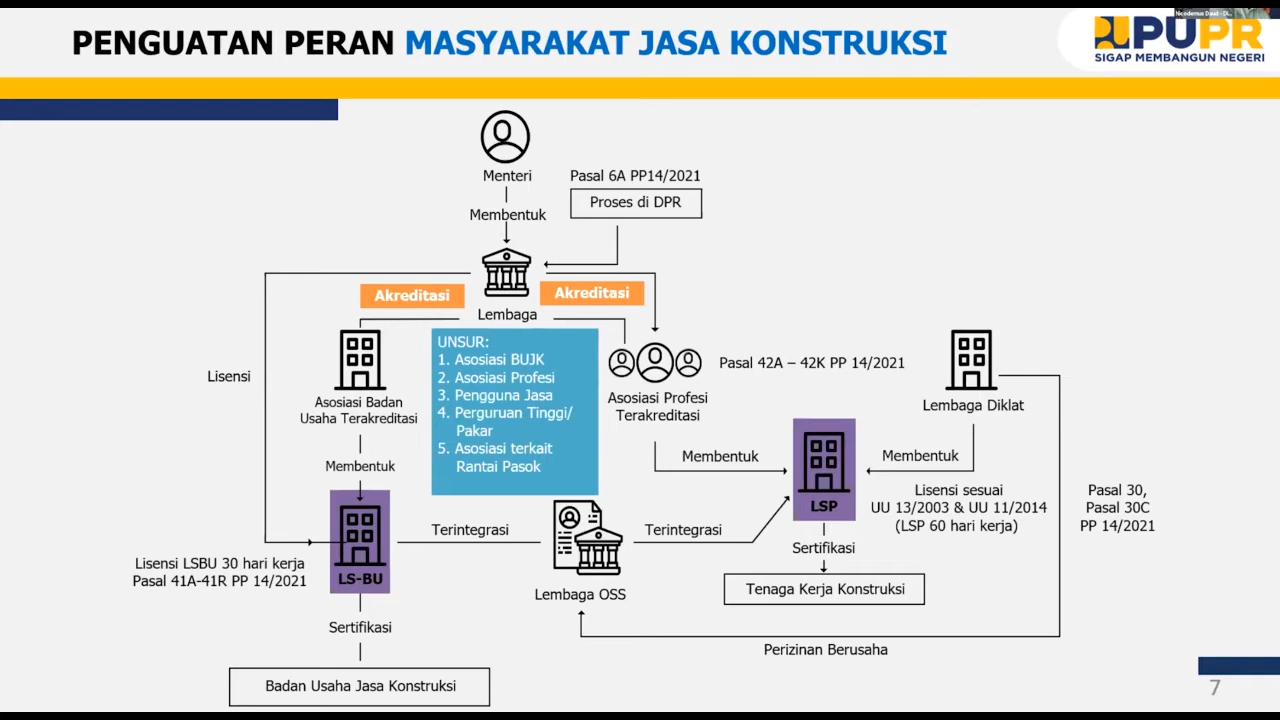 Nicodemus Daud - Di...
PENGUATAN PERAN MASYARAKAT JASA KONSTRUKSI
PUPR
SIGAP MEMBANGUN NEGERI
Menteri
Membentuk
Pasal 6A PP14/2021
Proses di DPR
Akreditasi
Akreditasi
Lembaga
Lisensi
Asosiasi Badan
Usaha Terakreditasi
UNSUR:
1. Asosiasi BUJK
2. Asosiasi Profesi
3. Pengguna Jasa
4. Perguruan Tinggi/
Pakar
5. Asosiasi terkait
Rantai Pasok
Asosiasi Profesi
Terakreditasi
Pasal 42A – 42K PP 14/2021
Lembaga Diklat
Membentuk
Membentuk
Membentuk
LSP
Lisensi sesuai
UU 13/2003 & UU 11/2014
(LSP 60 hari kerja)
Pasal 30,
Pasal 30C
PP 14/2021
Terintegrasi
Terintegrasi
Lisensi LSBU 30 hari kerja
Pasal 41A-41R PP 14/2021
LS-BU
Lembaga OSS
Sertifikasi
Tenaga Kerja Konstruksi
Sertifikasi
Perizinan Berusaha
Badan Usaha Jasa Konstruksi
7